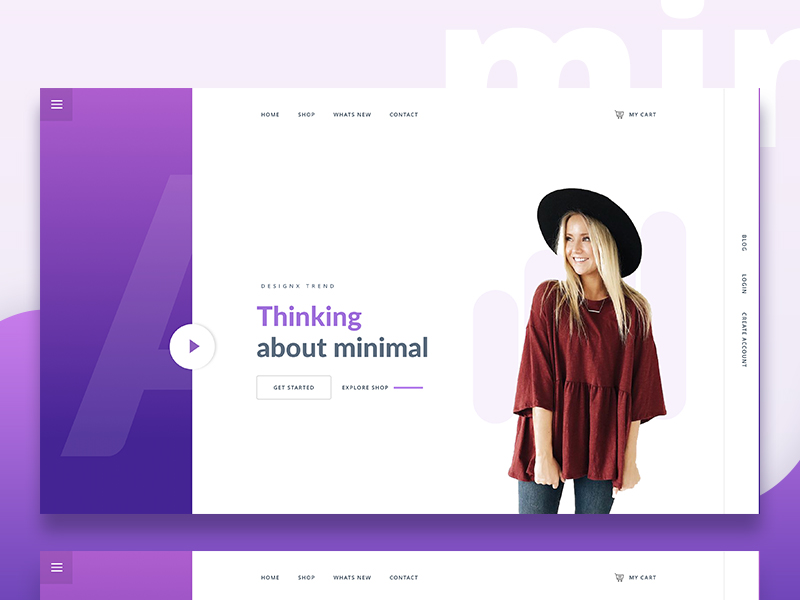 min
HOME SHOP WHATS NEW CONTACT MY CART
A
BLOG
LOGIN
CREATE ACCOUNT
DESIGNX TREND
Thinking
about minimal
GET STARTED EXPLORE SHOP
HOME SHOP WHATS NEW CONTACT MY CART